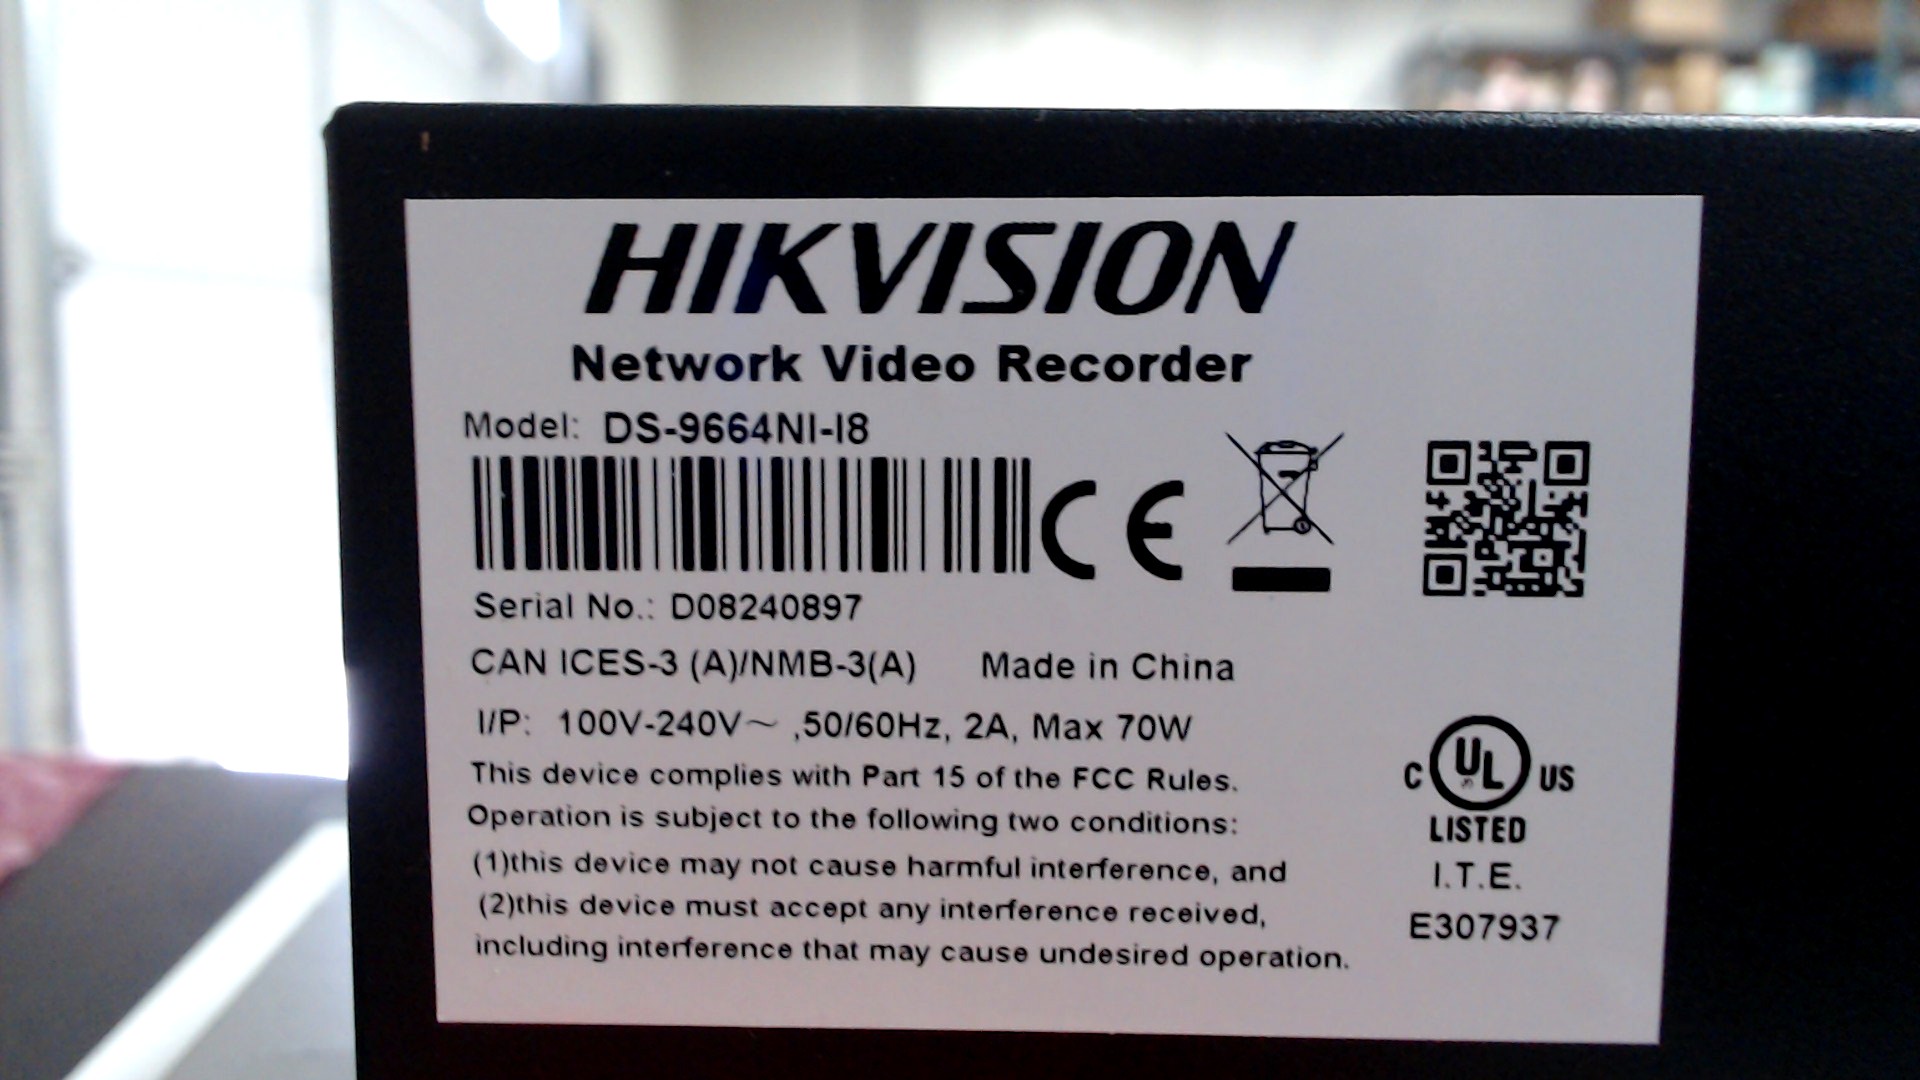 HIKVISION
Network Video Recorder
Model: DS-9664NI-I8
CE
Serial No.: D08240897
CAN ICES-3 (A)/NMB-3(A) Made in China
I/P: 100V-240V～ ,50/60Hz, 2A, Max 70W
This device complies with Part 15 of the FCC Rules.
Operation is subject to the following two conditions:
(1)this device may not cause harmful interference, and
(2)this device must accept any interference received,
including interference that may cause undesired operation.
C UL US
LISTED
I.T.E.
E307937